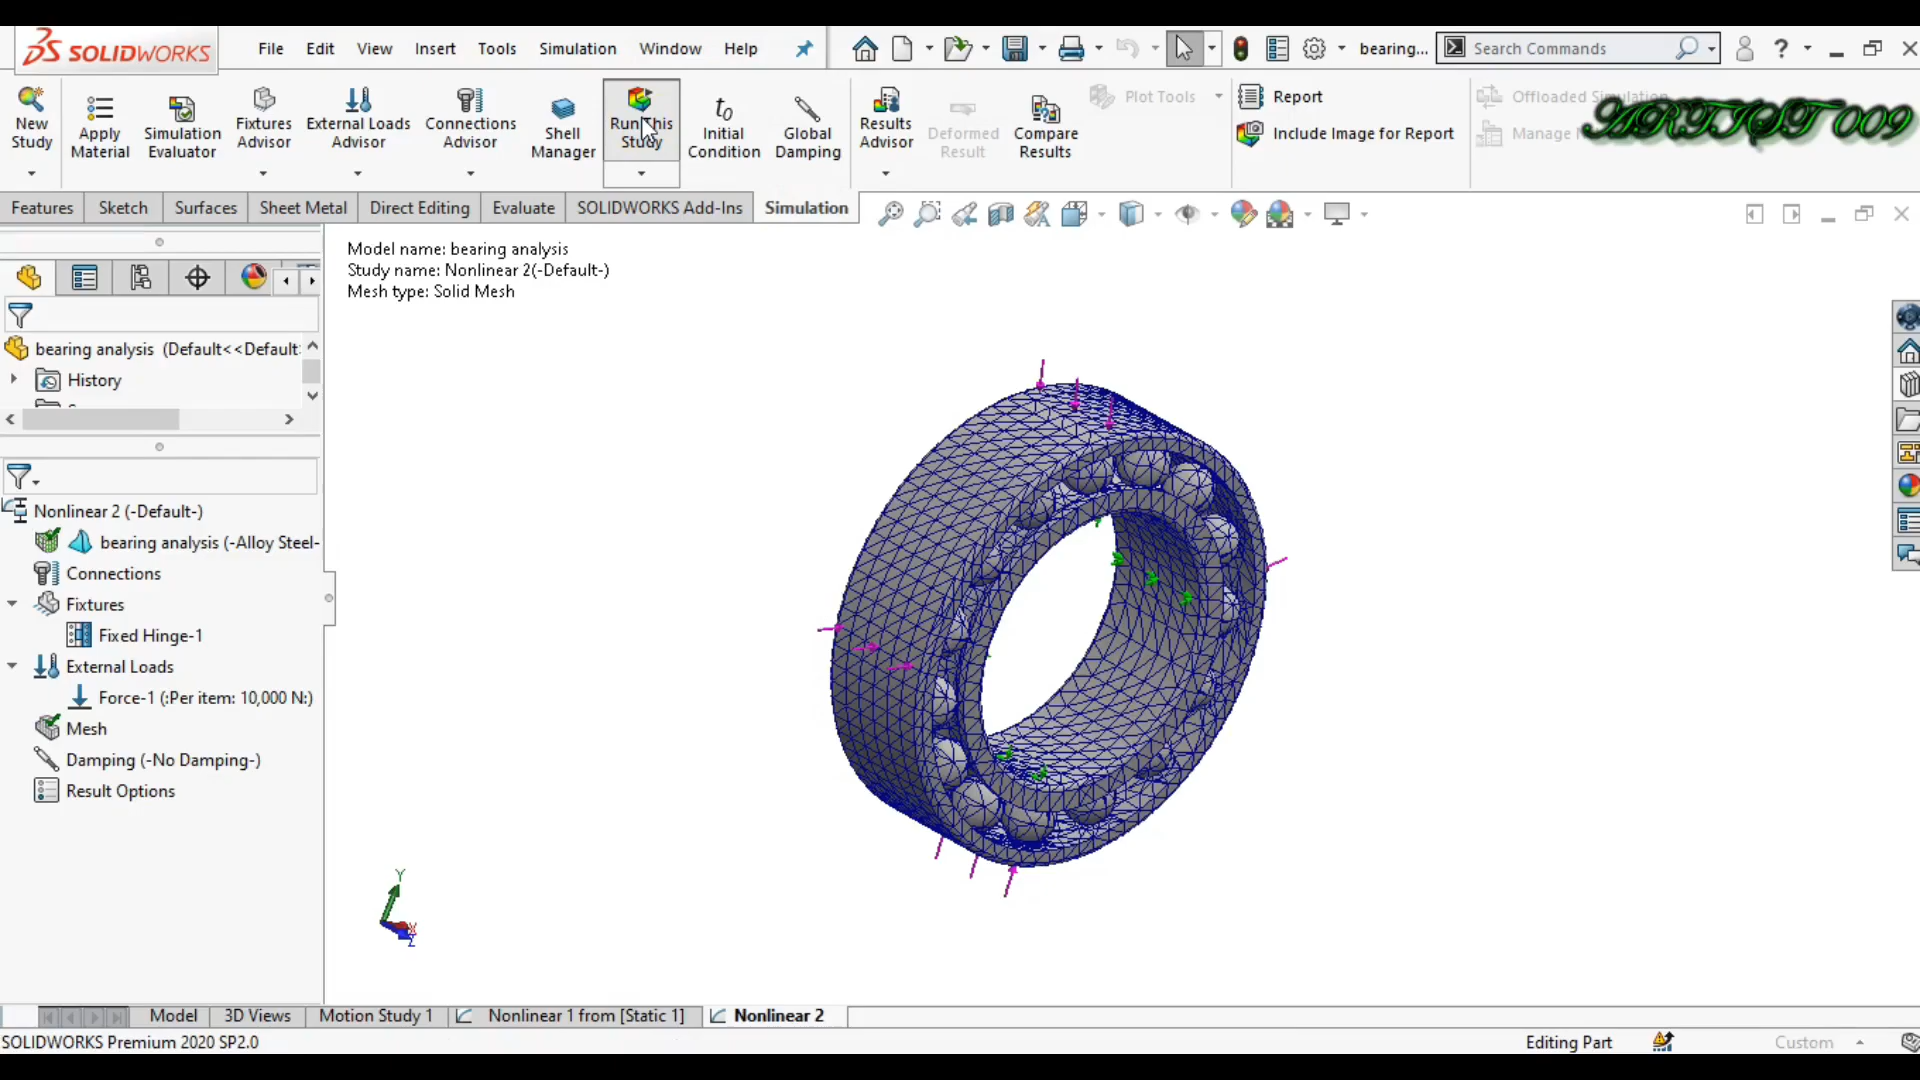 SOLIDWORKS
File Edit View Insert Tools Simulation Window Help
bearing...
Search Commands
New Study
Apply Material
Simulation Evaluator
Fixtures Advisor
External Loads Advisor
Connections Advisor
Shell Manager
Run This Study
Initial Condition
Global Damping
Results Advisor
Deformed Result
Compare Results
Plot Tools
Report
Include Image for Report
Offloaded Simulation
Manage
ARTIST 009
Features Sketch Surfaces Sheet Metal Direct Editing Evaluate SOLIDWORKS Add-Ins Simulation
Model name: bearing analysis
Study name: Nonlinear 2(-Default-)
Mesh type: Solid Mesh
bearing analysis (Default<<Default
History
Nonlinear 2 (-Default-)
bearing analysis (-Alloy Steel-
Connections
Fixtures
Fixed Hinge-1
External Loads
Force-1 (:Per item: 10,000 N:)
Mesh
Damping (-No Damping-)
Result Options
Y
X
Z
Model 3D Views Motion Study 1 Nonlinear 1 from [Static 1] Nonlinear 2
SOLIDWORKS Premium 2020 SP2.0
Editing Part
Custom